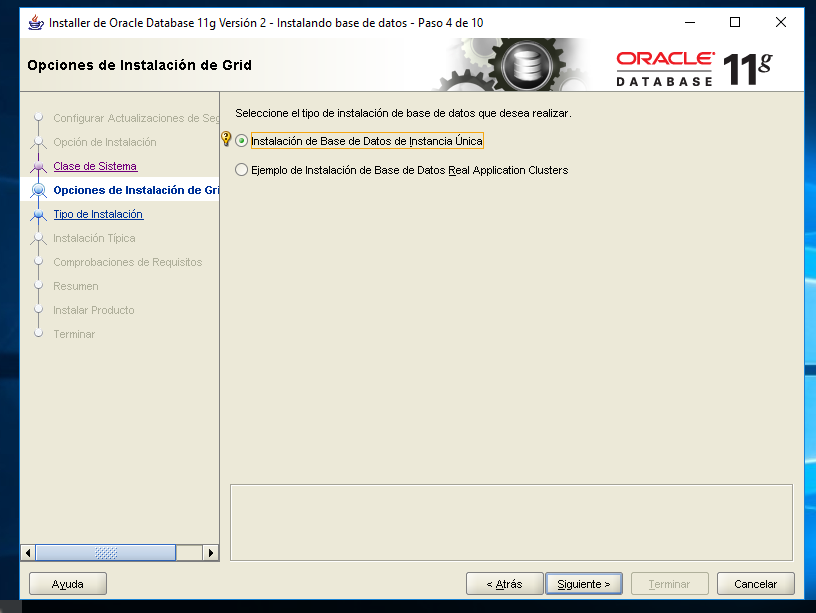 Installer de Oracle Database 11g Versión 2 - Instalando base de datos - Paso 4 de 10
Opciones de Instalación de Grid
ORACLE
DATABASE
11g
Configurar Actualizaciones de Seg
Opción de Instalación
Clase de Sistema
Opciones de Instalación de Gri
Tipo de Instalación
Instalación Típica
Comprobaciones de Requisitos
Resumen
Instalar Producto
Terminar
Seleccione el tipo de instalación de base de datos que desea realizar.
Instalación de Base de Datos de Instancia Única
Ejemplo de Instalación de Base de Datos Real Application Clusters
Ayuda
< Atrás
Siguiente >
Terminar
Cancelar